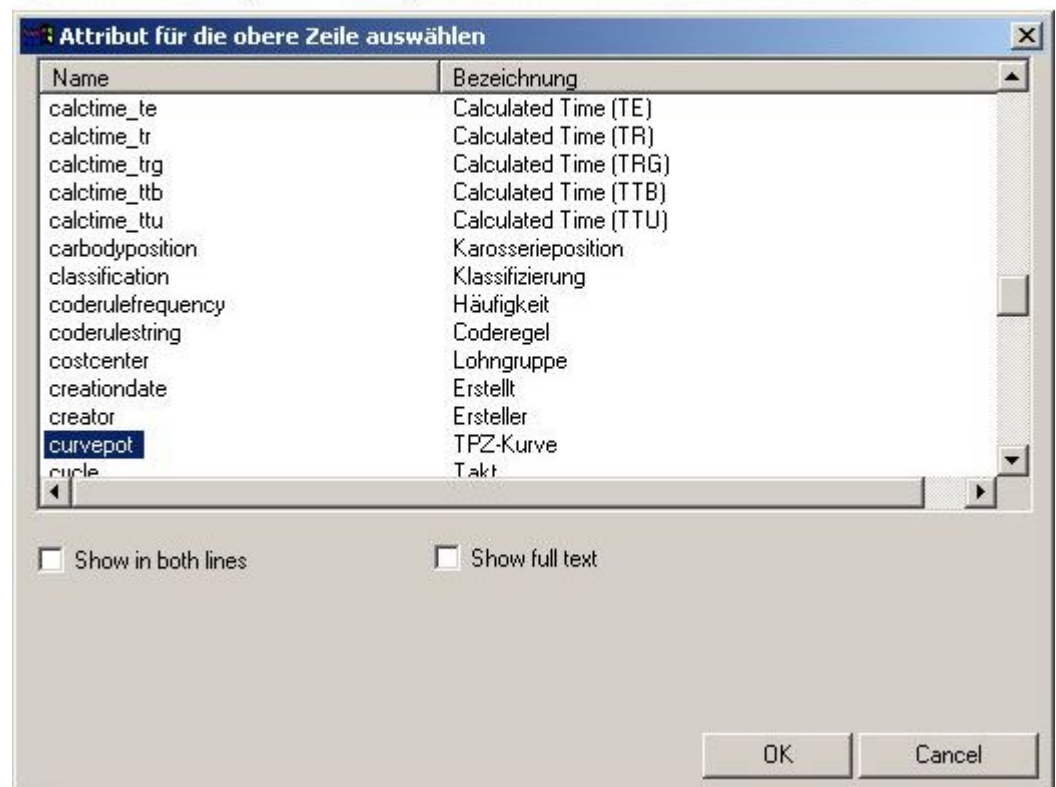 Attribut für die obere Zeile auswählen
Name Bezeichnung
calctime_te Calculated Time (TE)
calctime_tr Calculated Time (TR)
calctime_trg Calculated Time (TRG)
calctime_ttb Calculated Time (TTB)
calctime_ttu Calculated Time (TTU)
carbodyposition Karosserieposition
classification Klassifizierung
coderulefrequency Häufigkeit
coderulestring Coderegel
costcenter Lohngruppe
creationdate Erstellt
creator Ersteller
curvepot TPZ-Kurve
cycle Takt
Show in both lines Show full text
OK Cancel